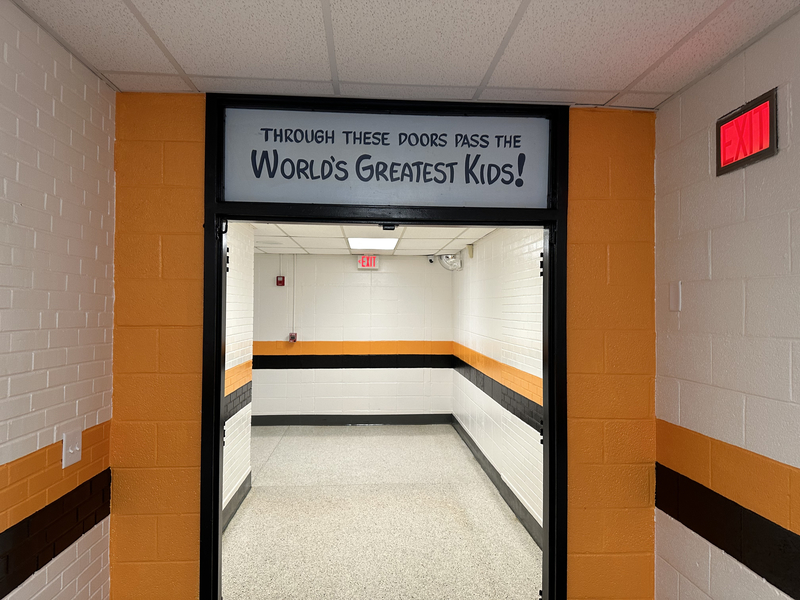 THROUGH THESE DOORS PASS THE
WORLD'S GREATEST KIDS!
EXIT
EXIT